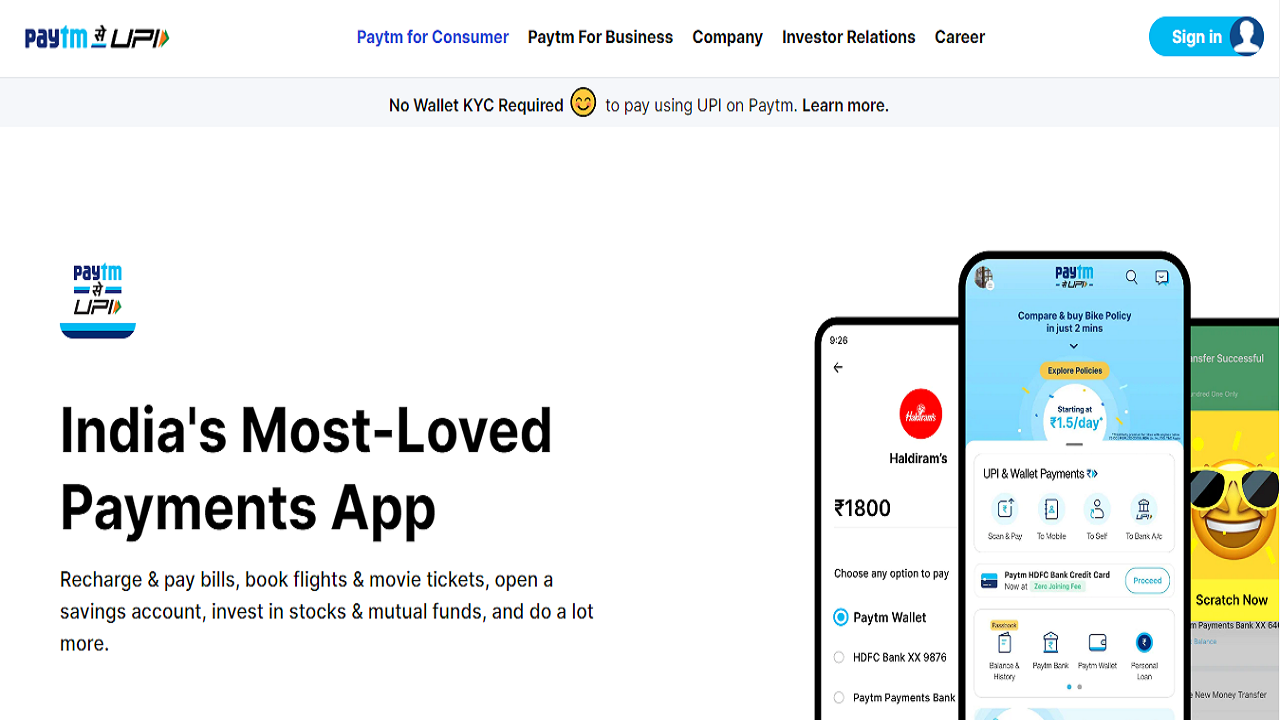 paytm से UPI
Paytm for Consumer
Paytm For Business
Company
Investor Relations
Career
Sign in
No Wallet KYC Required to pay using UPI on Paytm. Learn more.
paytm
से
UPI
India's Most-Loved
Payments App
Recharge & pay bills, book flights & movie tickets, open a
savings account, invest in stocks & mutual funds, and do a lot
more.
9:26
Haldiram's
Haldiram's
₹1800
Choose any option to pay
Paytm Wallet
HDFC Bank XX 9876
Paytm Payments Bank
paytm
से UPI
Compare & buy Bike Policy
in just 2 mins
Explore Policies
Starting at
₹1.5/day*
UPI & Wallet Payments
Scan & Pay
To Mobile
To Self
UPI
To Bank A/c
Paytm HDFC Bank Credit Card
Now at Zero Joining Fee
Proceed
Passbook
Balance &
History
Paytm Bank
Paytm Wallet
Personal
Loan
ansfer Successful
undred One Only
Scratch Now
m Payments Bank XX 64
Balance
e New Money Transfer